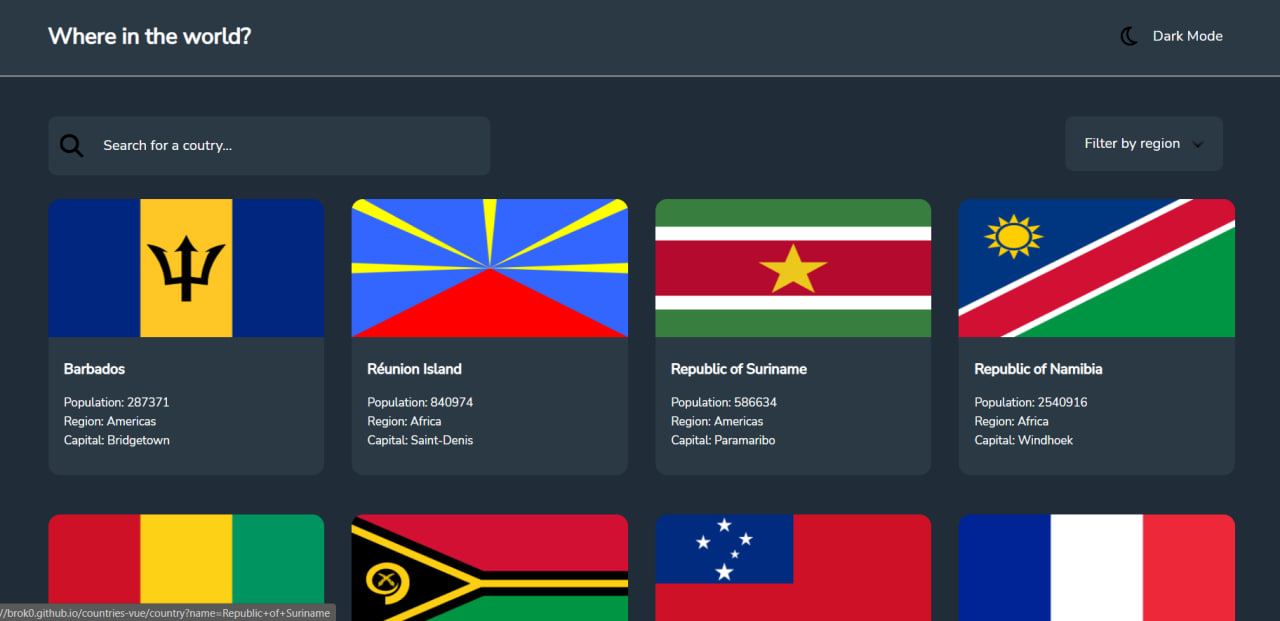 Where in the world?
Dark Mode
Search for a coutry...
Filter by region
Barbados
Population: 287371
Region: Americas
Capital: Bridgetown
Réunion Island
Population: 840974
Region: Africa
Capital: Saint-Denis
Republic of Suriname
Population: 586634
Region: Americas
Capital: Paramaribo
Republic of Namibia
Population: 2540916
Region: Africa
Capital: Windhoek
//brok0.github.io/countries-vue/country?name=Republic+of+Suriname